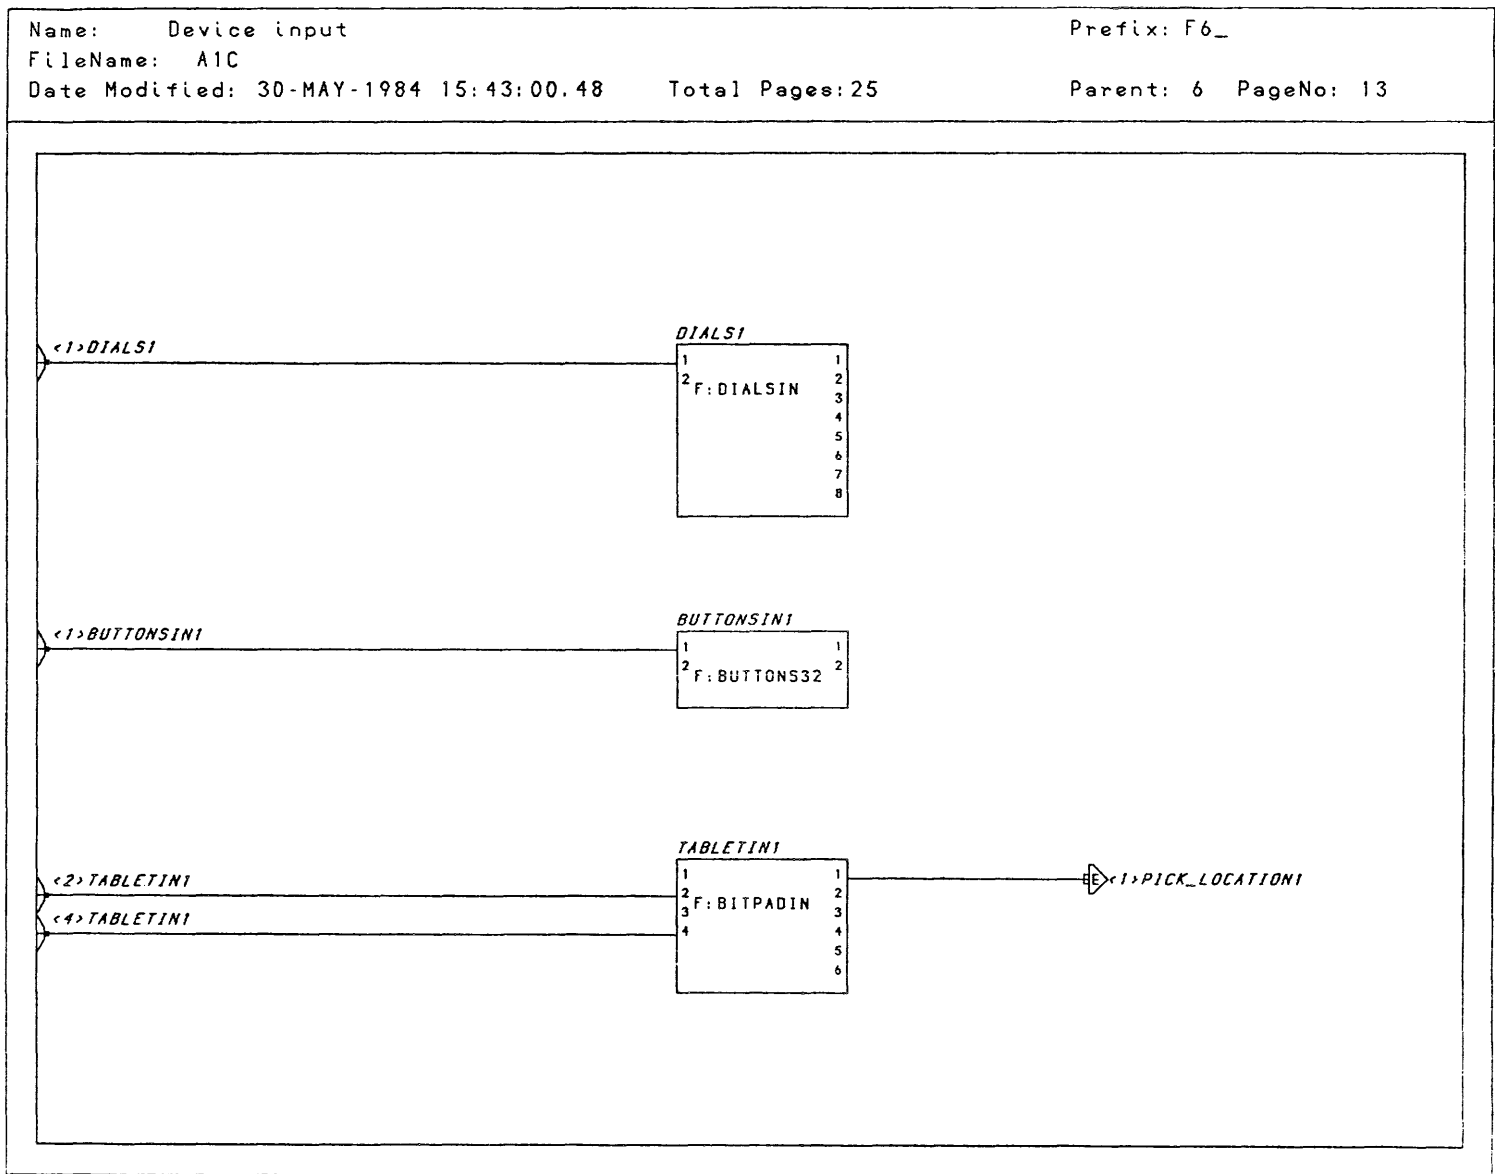 Name: Device input Prefix: F6_
FileName: A1C
Date Modified: 30-MAY-1984 15:43:00.48 Total Pages:25 Parent: 6 PageNo: 13
DIALS1
<1>DIALS1
1 1
2 F:DIALSIN 2
3
4
5
6
7
8
BUTTONSIN1
<1>BUTTONSIN1
1 1
2 F:BUTTONS32 2
TABLETIN1
<2>TABLETIN1
<4>TABLETIN1
1 1
2 F:BITPADIN 2
3 3
4 4
5
6
E <1>PICK_LOCATION1